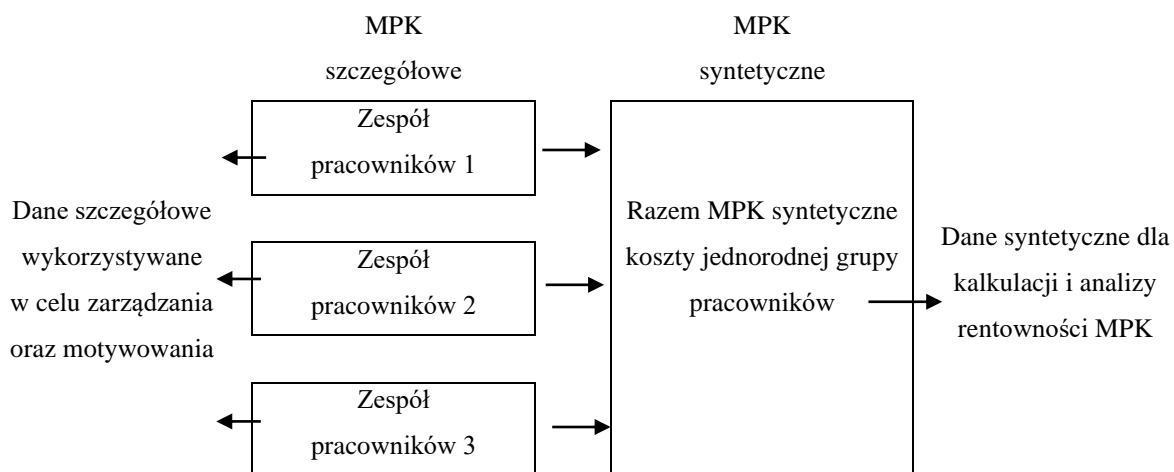 MPK
szczegółowe
MPK
syntetyczne
Zespół
pracowników 1
Dane szczegółowe
wykorzystywane
w celu zarządzania
oraz motywowania
Zespół
pracowników 2
Zespół
pracowników 3
Razem MPK syntetyczne
koszty jednorodnej grupy
pracowników
Dane syntetyczne dla
kalkulacji i analizy
rentowności MPK